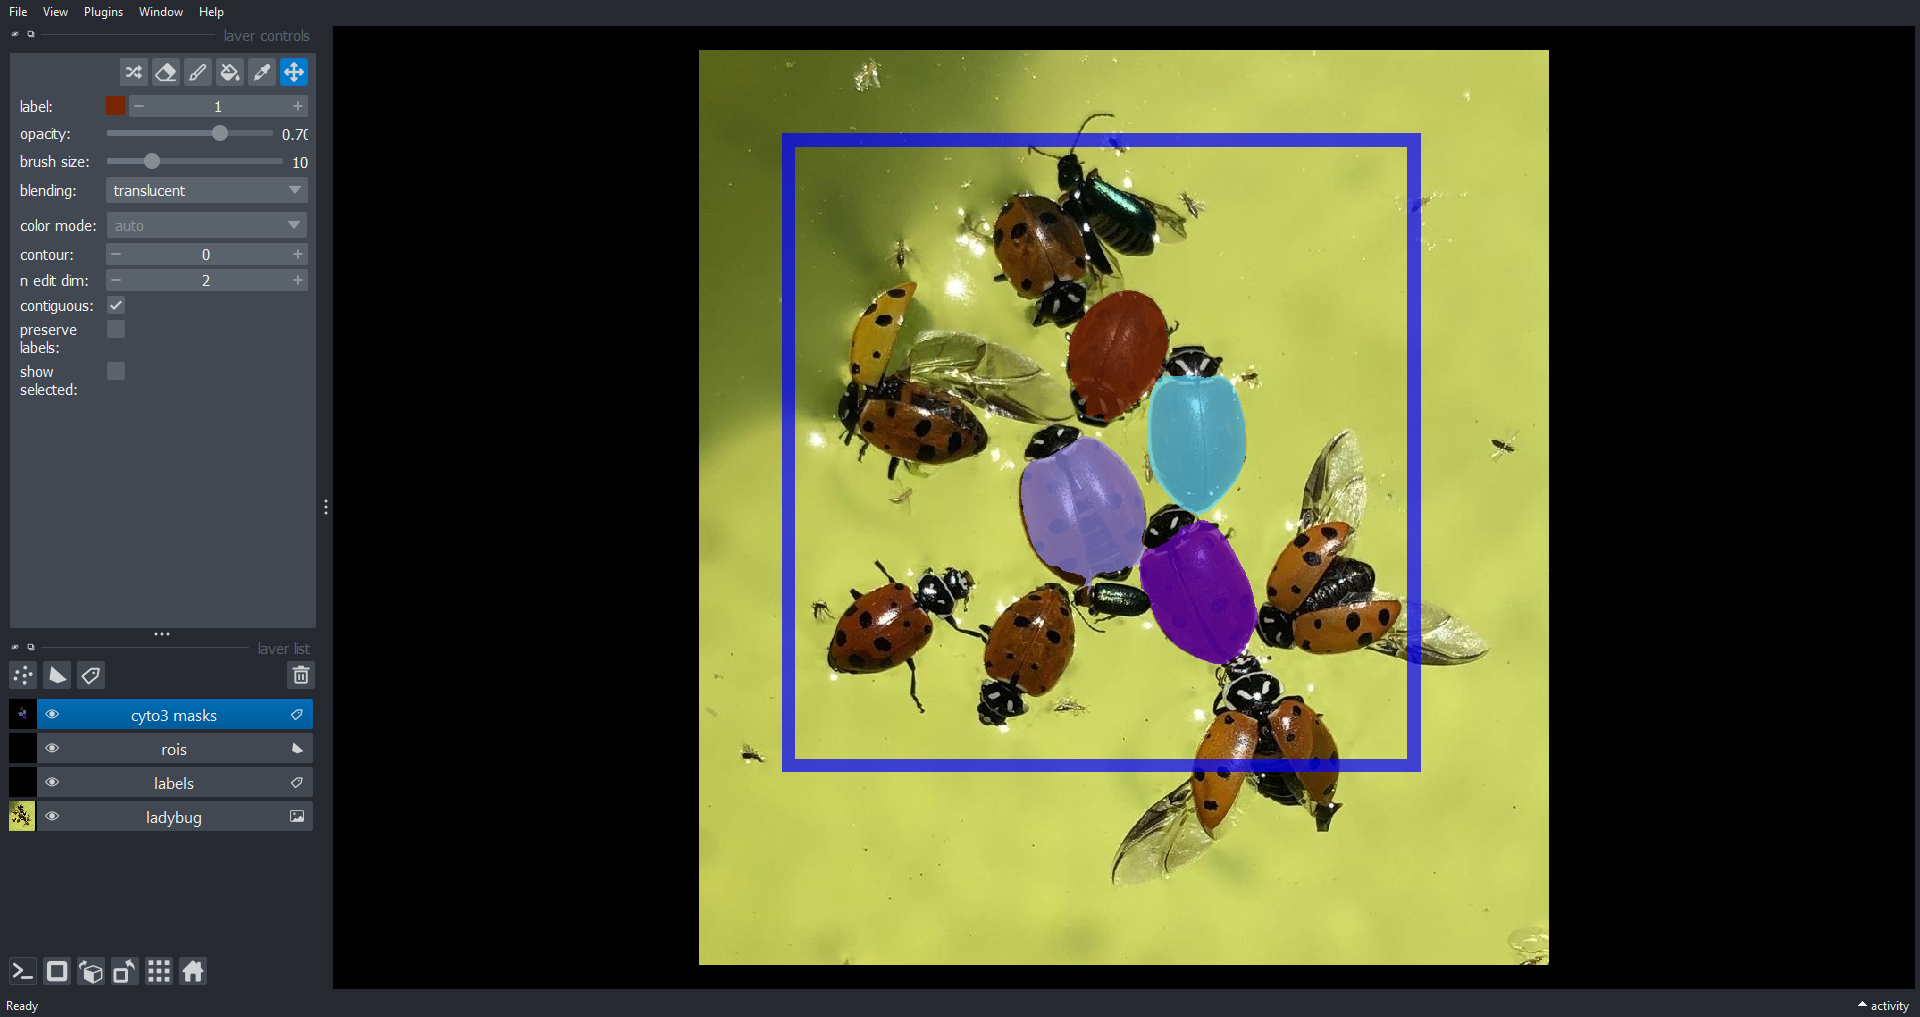 File View Plugins Window Help
layer controls
label: 1
opacity: 0.70
brush size: 10
blending: translucent
color mode: auto
contour: 0
n edit dim: 2
contiguous:
preserve
labels:
show
selected:
layer list
cyto3 masks
rois
labels
ladybug
Ready
activity